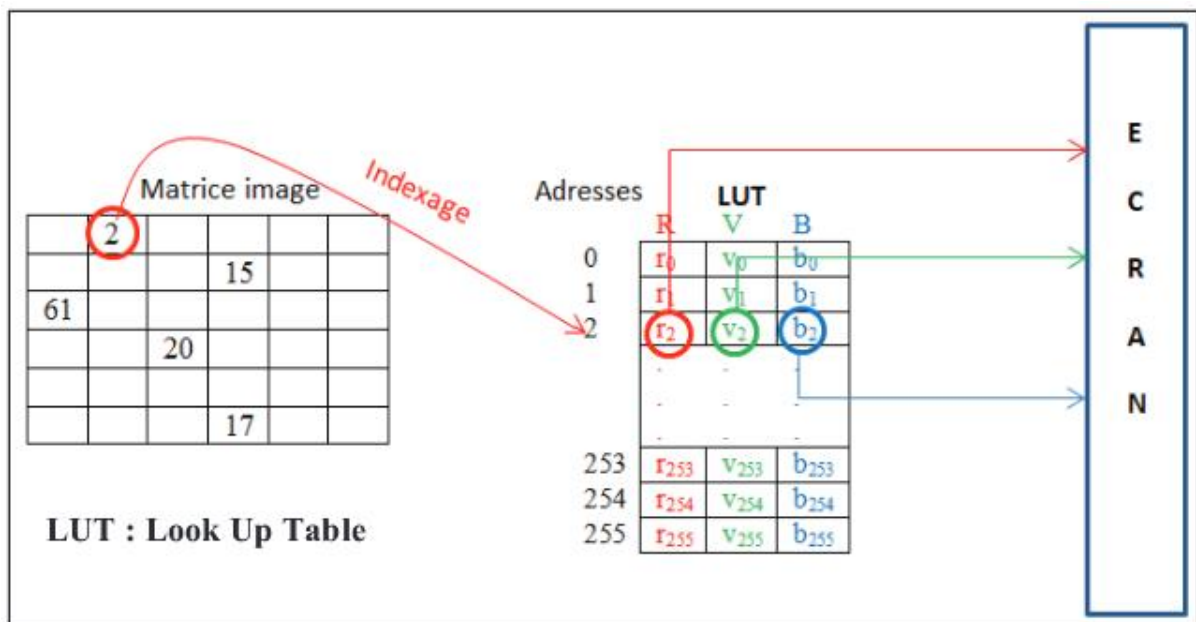 Matrice image
2
15
61
20
17
LUT : Look Up Table
Indexage
Adresses LUT
R V B
0 r₀ v₀ b₀
1 r₁ v₁ b₁
2 r₂ v₂ b₂
. . .
. . .
. . .
253 r₂₅₃ v₂₅₃ b₂₅₃
254 r₂₅₄ v₂₅₄ b₂₅₄
255 r₂₅₅ v₂₅₅ b₂₅₅
E
C
R
A
N